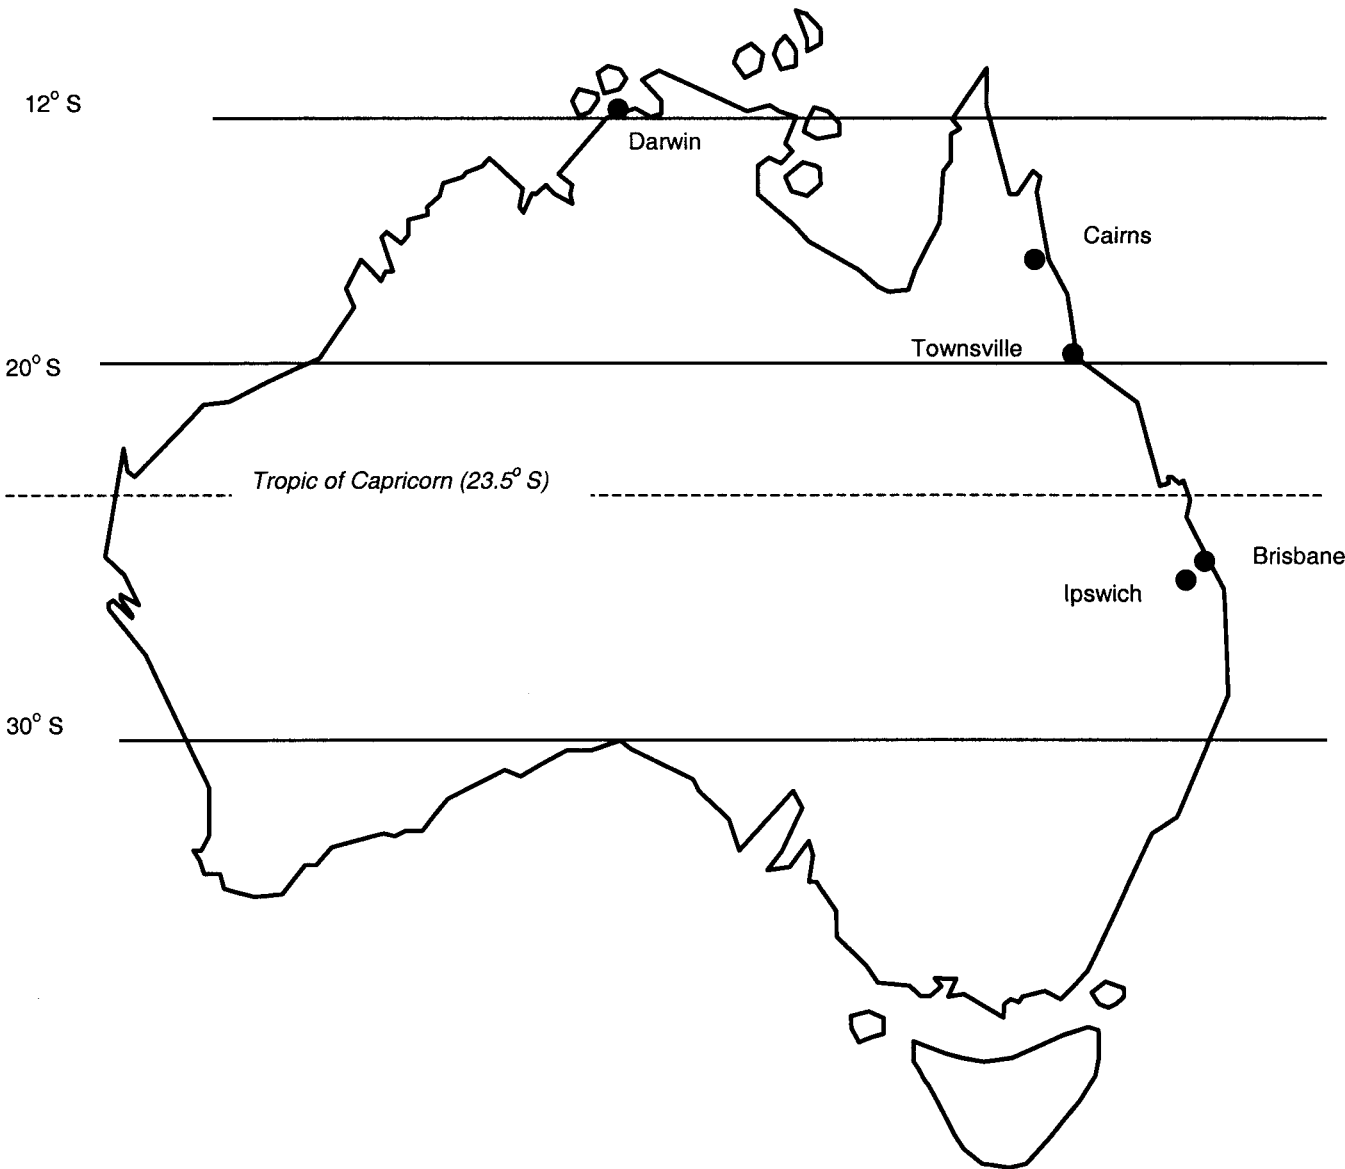 12° S
Darwin
Cairns
Townsville
20° S
Tropic of Capricorn (23.5° S)
Brisbane
Ipswich
30° S